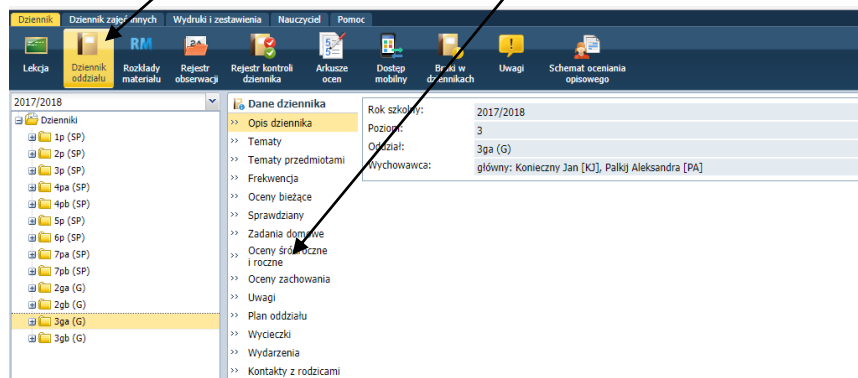 Dziennik Dziennik zajęć innych Wydruki i zestawienia Nauczyciel Pomoc
Lekcja Dziennik oddziału Rozkłady materiału Rejestr obserwacji Rejestr kontroli dziennika Arkusze ocen Dostęp mobilny Braki w dziennikach Uwagi Schemat oceniania opisowego
RM
2017/2018
Dzienniki
1p (SP)
2p (SP)
3p (SP)
4pa (SP)
4pb (SP)
5p (SP)
6p (SP)
7pa (SP)
7pb (SP)
2ga (G)
2gb (G)
3ga (G)
3gb (G)
Dane dziennika
Opis dziennika
Tematy
Tematy przedmiotami
Frekwencja
Oceny bieżące
Sprawdziany
Zadania domowe
Oceny śródroczne
i roczne
Oceny zachowania
Uwagi
Plan oddziału
Wycieczki
Wydarzenia
Kontakty z rodzicami
Rok szkolny: 2017/2018
Poziom: 3
Oddział: 3ga (G)
Wychowawca: główny: Konieczny Jan [KJ], Palkij Aleksandra [PA]